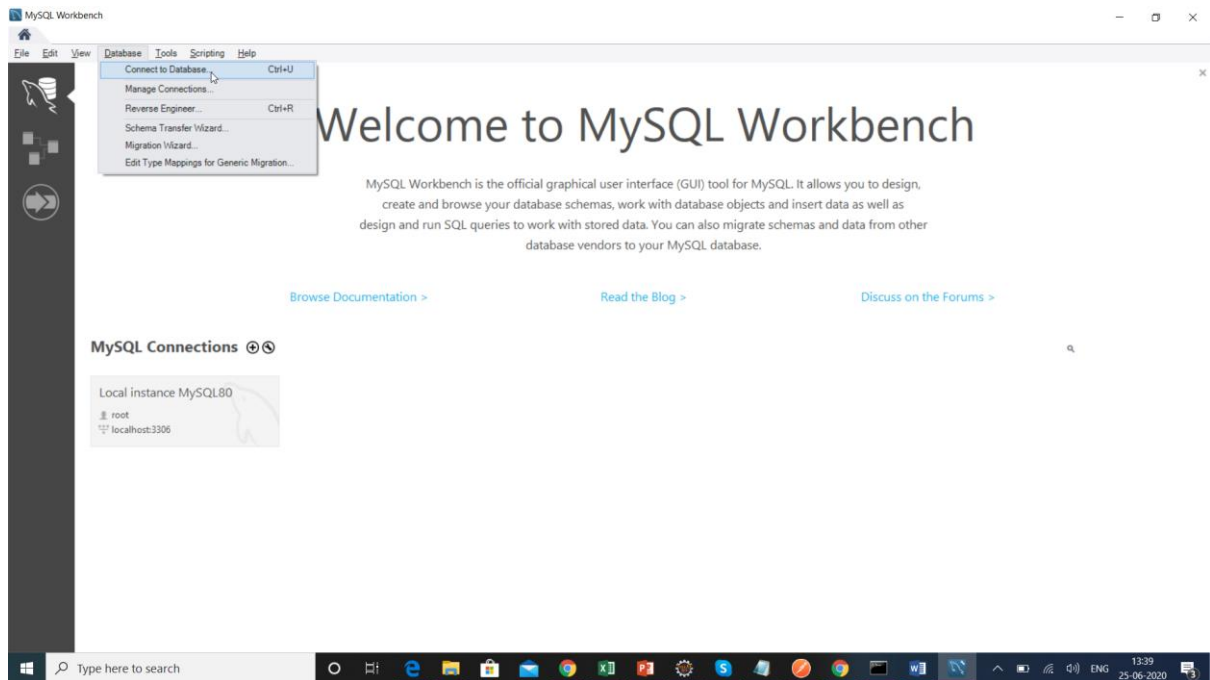 MySQL Workbench
File Edit View Database Tools Scripting Help
Connect to Database... Ctrl+U
Manage Connections...
Reverse Engineer... Ctrl+R
Schema Transfer Wizard...
Migration Wizard...
Edit Type Mappings for Generic Migration...
Welcome to MySQL Workbench
MySQL Workbench is the official graphical user interface (GUI) tool for MySQL. It allows you to design,
create and browse your database schemas, work with database objects and insert data as well as
design and run SQL queries to work with stored data. You can also migrate schemas and data from other
database vendors to your MySQL database.
Browse Documentation > Read the Blog > Discuss on the Forums >
MySQL Connections
Local instance MySQL80
root
localhost:3306
Type here to search
ENG
13:39
25-06-2020